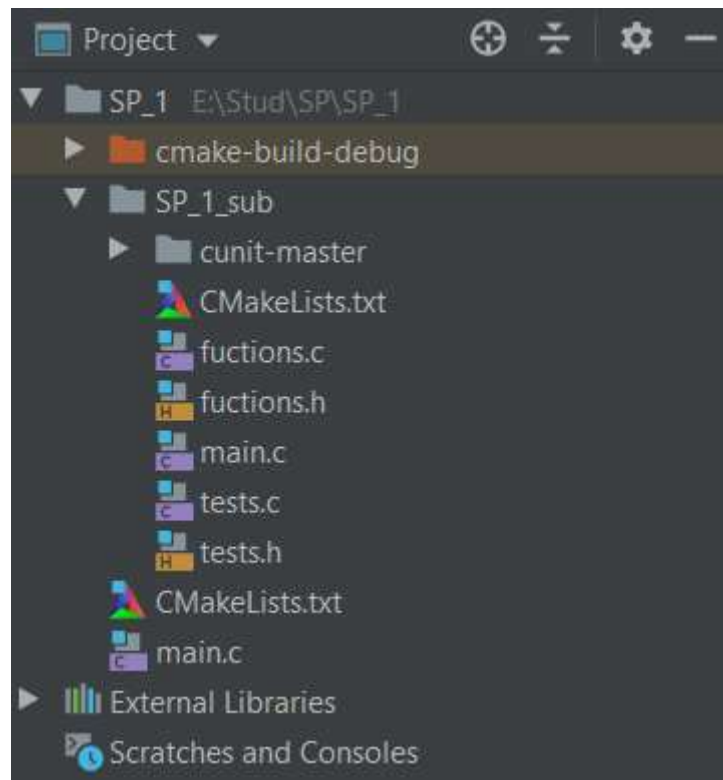 Project
SP_1 E:\Stud\SP\SP_1
cmake-build-debug
SP_1_sub
cunit-master
CMakeLists.txt
fuctions.c
C
fuctions.h
H
main.c
C
tests.c
C
tests.h
H
CMakeLists.txt
main.c
C
External Libraries
Scratches and Consoles